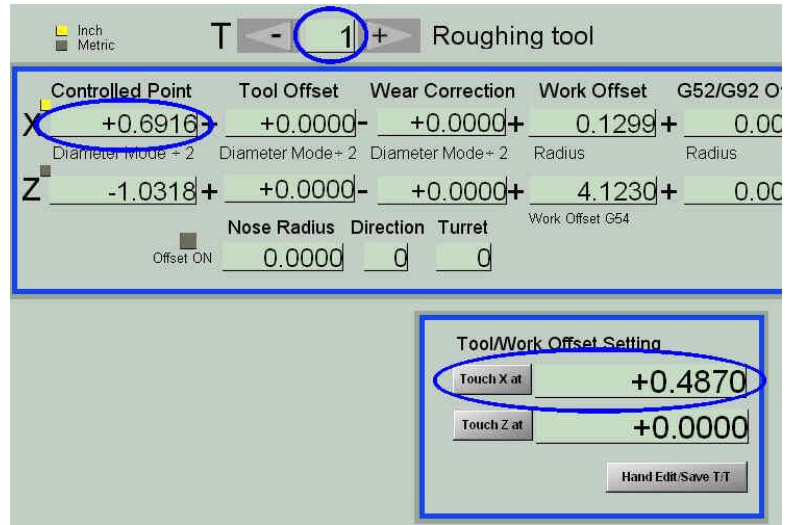 Inch
Metric
T - 1 + Roughing tool
Controlled Point Tool Offset Wear Correction Work Offset G52/G92 O
X +0.6916 + +0.0000 - +0.0000 + 0.1299 + 0.00
Diameter Mode ÷ 2 Diameter Mode÷ 2 Diameter Mode÷ 2 Radius Radius
Z -1.0318 + +0.0000 - +0.0000 + 4.1230 + 0.00
Work Offset G54
Nose Radius Direction Turret
Offset ON 0.0000 0 0
Tool/Work Offset Setting
Touch X at +0.4870
Touch Z at +0.0000
Hand Edit/Save T/T